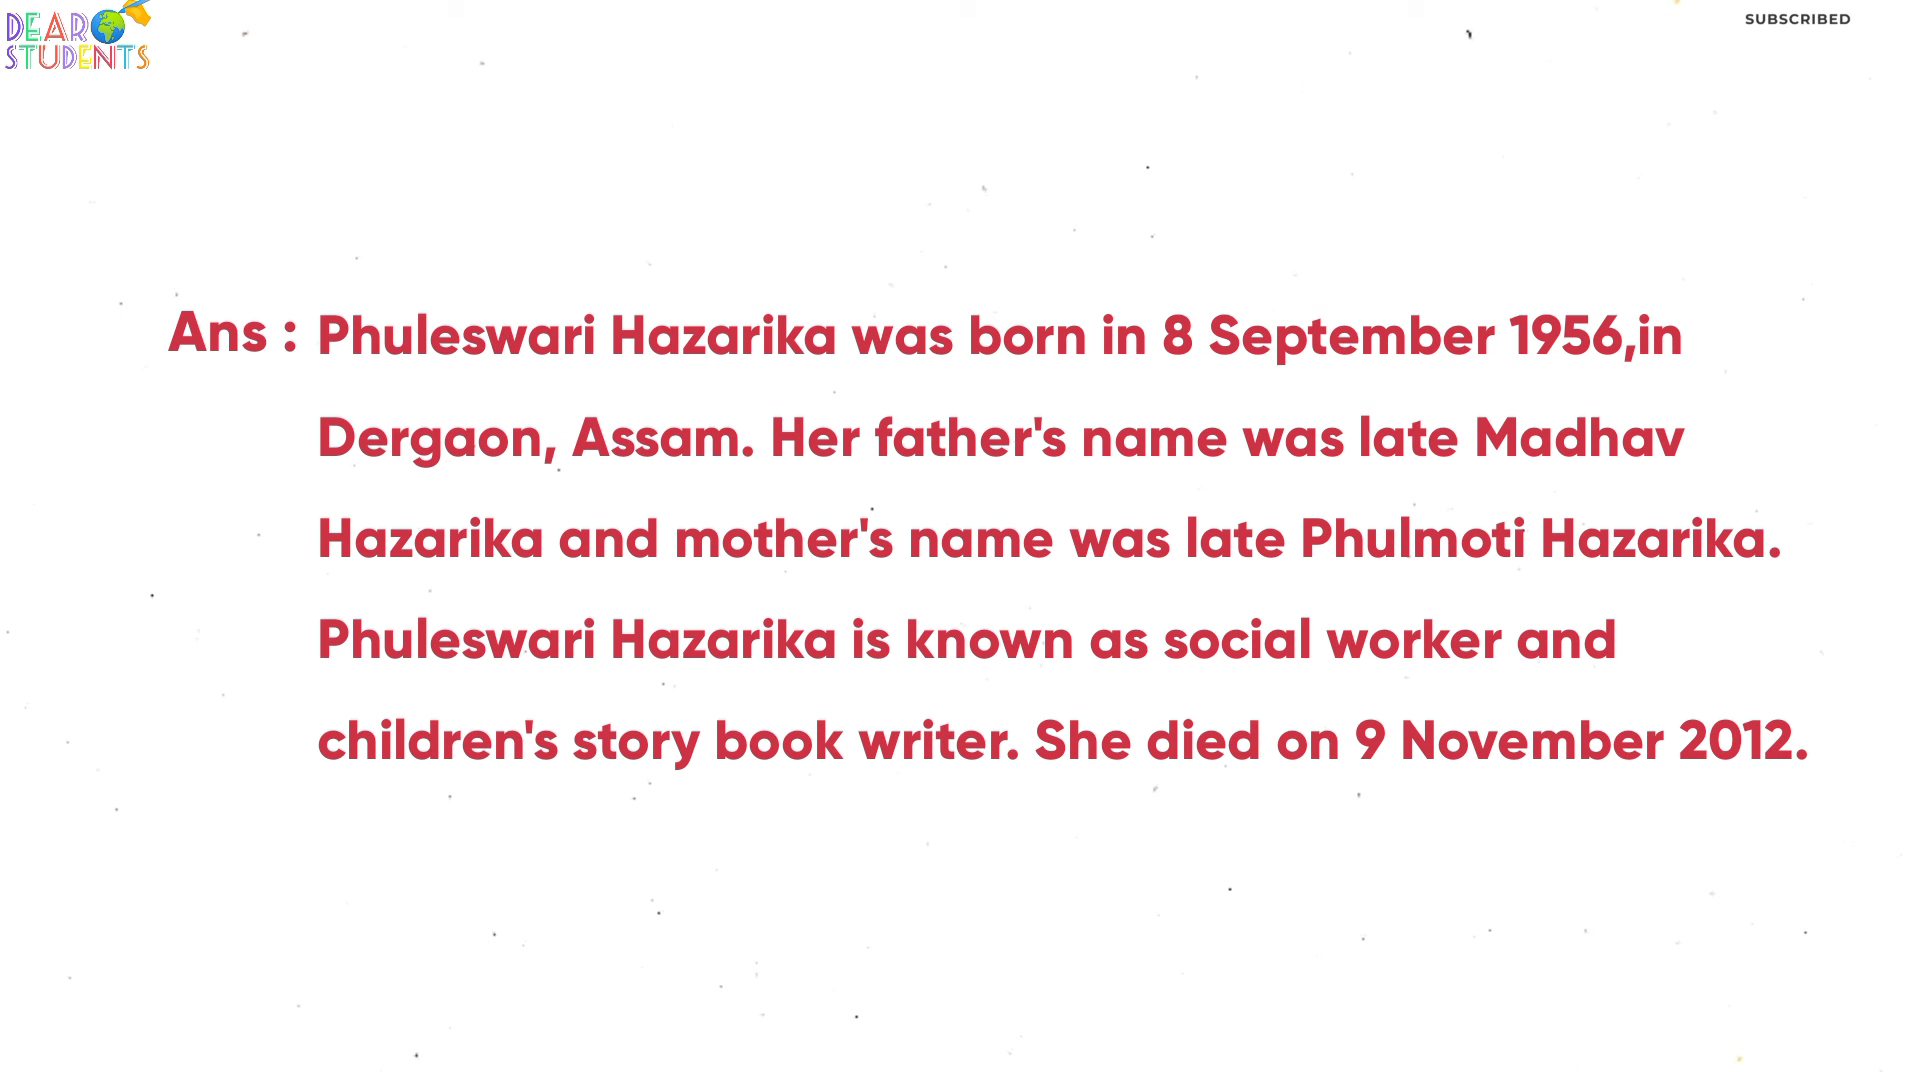 DEAR
STUDENTS
SUBSCRIBED
Ans : Phuleswari Hazarika was born in 8 September 1956,in
Dergaon, Assam. Her father's name was late Madhav
Hazarika and mother's name was late Phulmoti Hazarika.
Phuleswari Hazarika is known as social worker and
children's story book writer. She died on 9 November 2012.